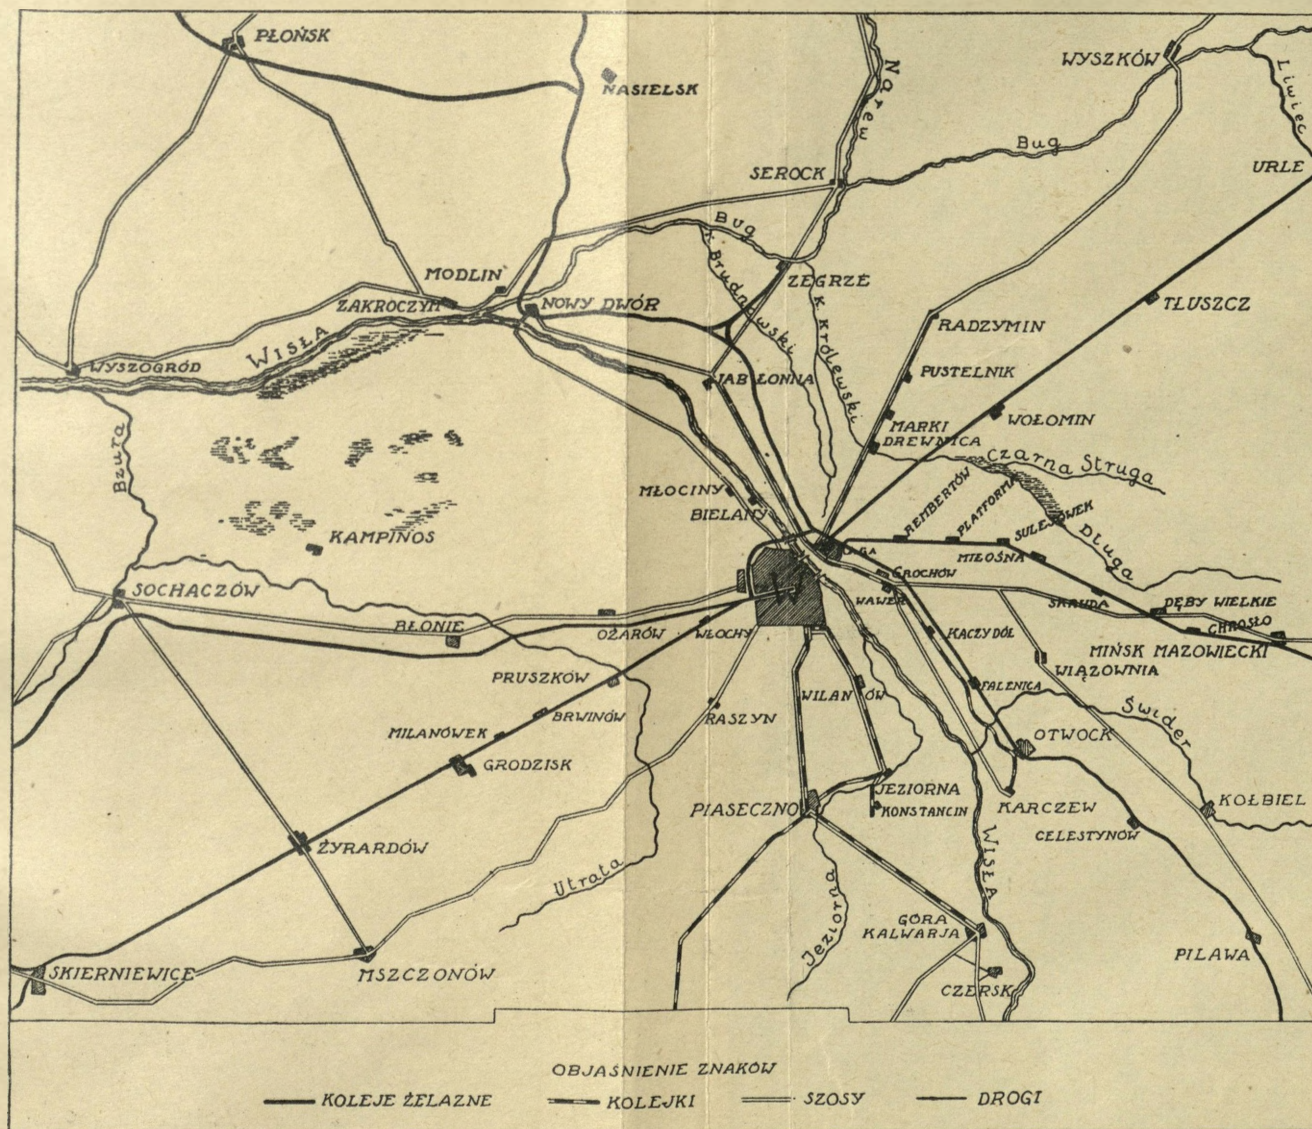 PŁOŃSK
NASIELSK
Narew
WYSZKÓW
Liwiec
Bug
SEROCK
URLE
Bug
MODLIN
ZAKROCZYM
NOWY DWÓR
K. Brudnowski
ZEGRZE
K. Królewski
TŁUSZCZ
RADZYMIN
WISŁA
WYSZOGRÓD
JABŁONNA
PUSTELNIK
MARKI
DREWNICA
WOŁOMIN
Czarna Struga
Bzura
MŁOCINY
BIELANY
REMBERTÓW
PLATFORMA
SULEJÓWEK
MIŁOSNA
Długa
KAMPINOS
SOCHACZÓW
W
GROCHÓW
WAWER
SKRUDA
DĘBY WIELKIE
CHROSŁO
MIŃSK MAZOWIECKI
BŁONIE
OŻARÓW
WŁOCHY
KACZY DÓŁ
WIĄZOWNIA
PRUSZKÓW
WILANÓW
FALENICA
Świder
BRWINÓW
RASZYN
MILANÓWEK
GRODZISK
OTWOCK
PIASECZNO
JEZIORNA
KONSTANCIN
KARCZEW
KOŁBIEL
CELESTYNÓW
ŻYRARDÓW
Utrata
Jeziorna
WISŁA
GÓRA
KALWARJA
PILAWA
SKIERNIEWICE
MSZCZONÓW
CZERSK
OBJAŚNIENIE ZNAKÓW
KOLEJE ŻELAZNE KOLEJKI SZOSY DROGI